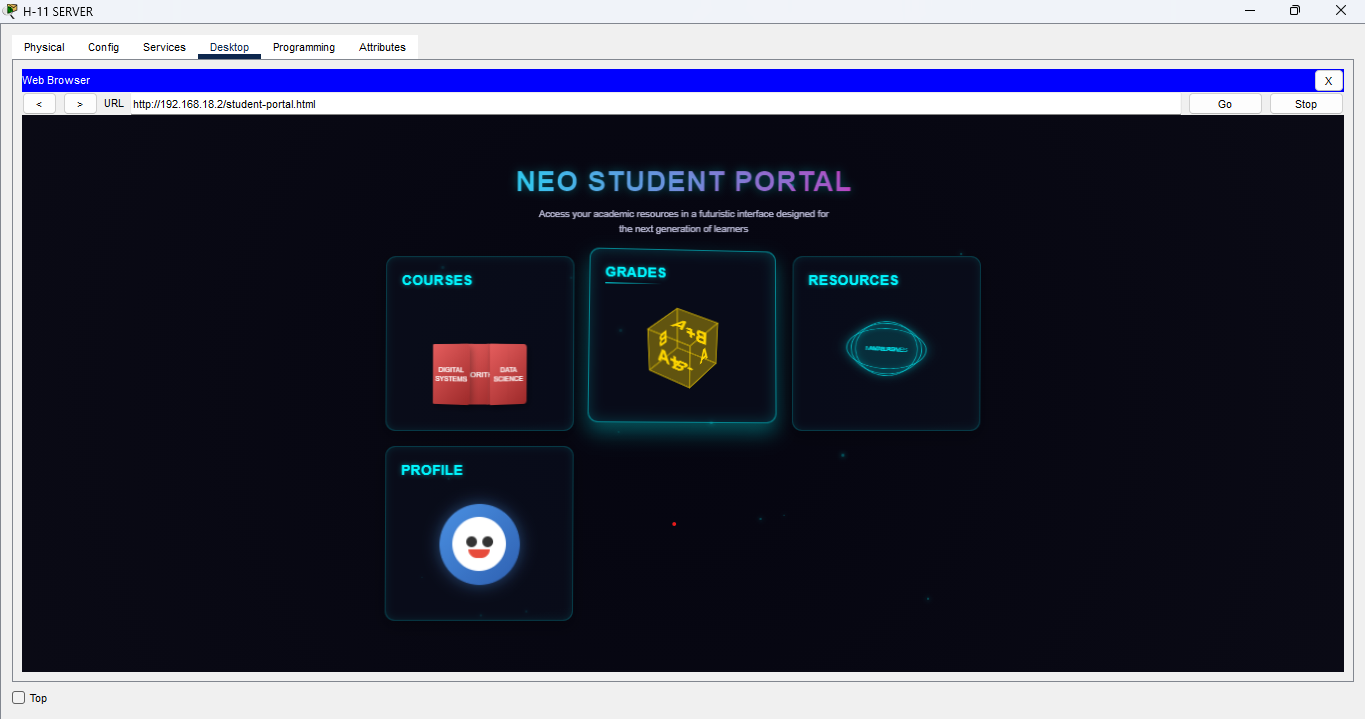 H-11 SERVER
Physical Config Services Desktop Programming Attributes
Web Browser
X
< > URL http://192.168.18.2/student-portal.html Go Stop
NEO STUDENT PORTAL
Access your academic resources in a futuristic interface designed for
the next generation of learners
COURSES
DIGITAL
SYSTEMS
DATA
SCIENCE
GRADES
A+
B+
B
A
A+
B-
RESOURCES
PROFILE
Top